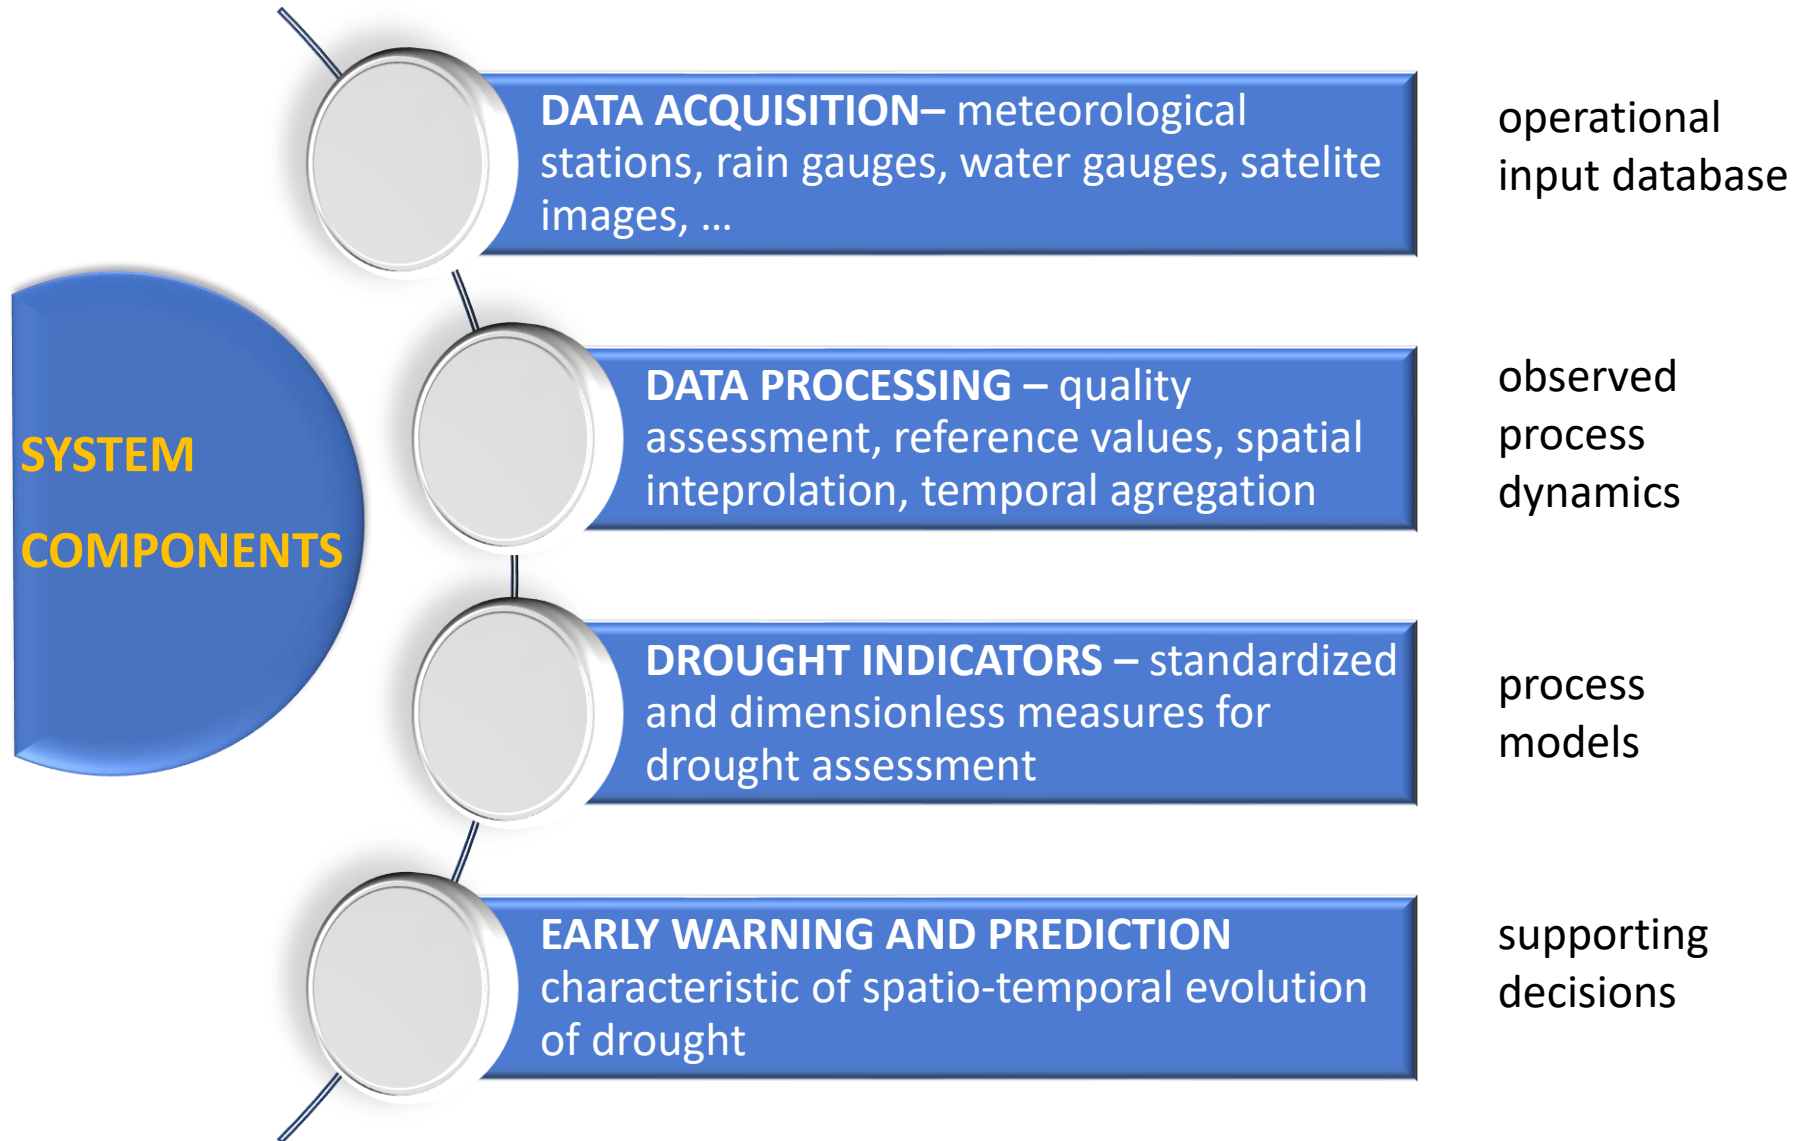 SYSTEM
COMPONENTS
DATA ACQUISITION– meteorological
stations, rain gauges, water gauges, satelite
images, ...
operational
input database
DATA PROCESSING – quality
assessment, reference values, spatial
inteprolation, temporal agregation
observed
process
dynamics
DROUGHT INDICATORS – standardized
and dimensionless measures for
drought assessment
process
models
EARLY WARNING AND PREDICTION
characteristic of spatio-temporal evolution
of drought
supporting
decisions